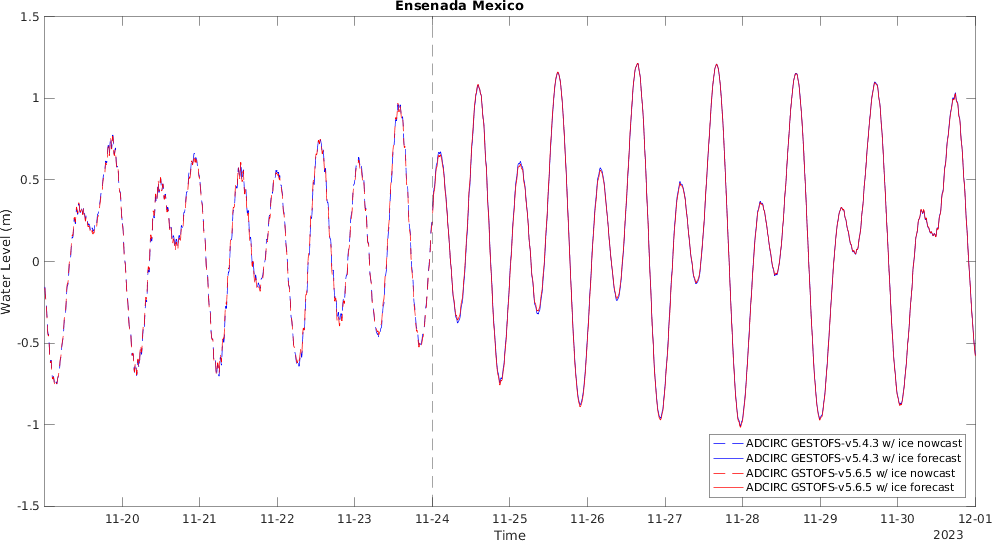 Ensenada Mexico
1.5
1
0.5
0
-0.5
-1
-1.5
Water Level (m)
ADCIRC GESTOFS-v5.4.3 w/ ice nowcast
ADCIRC GESTOFS-v5.4.3 w/ ice forecast
ADCIRC GSTOFS-v5.6.5 w/ ice nowcast
ADCIRC GSTOFS-v5.6.5 w/ ice forecast
11-20 11-21 11-22 11-23 11-24 11-25 11-26 11-27 11-28 11-29 11-30 12-01
Time
2023